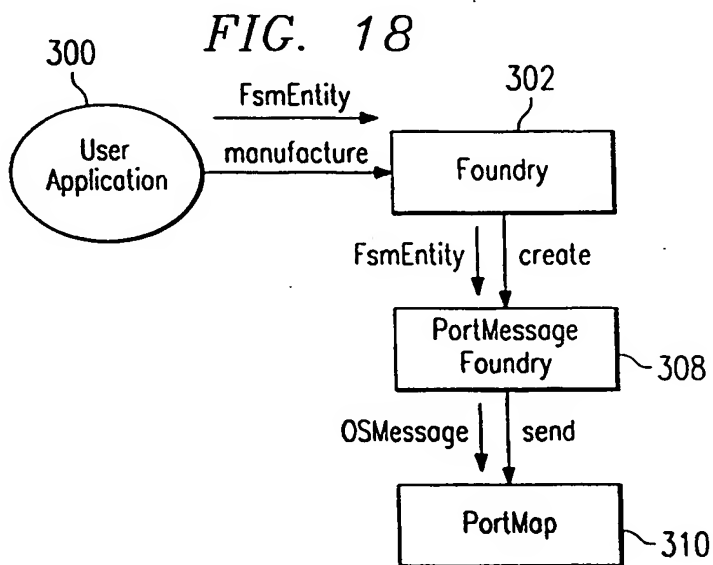 FIG. 18
300
FsmEntity
302
User
Application
manufacture
Foundry
FsmEntity
create
PortMessage
Foundry
308
OSMessage
send
PortMap
310